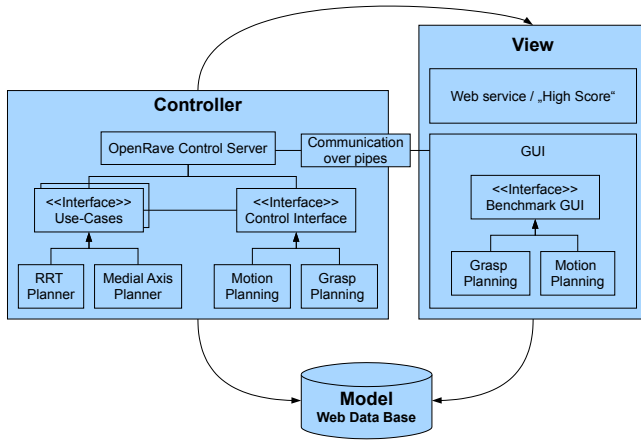 View
Web service / „High Score“
Controller
OpenRave Control Server
Communication
over pipes
GUI
<<Interface>>
Use-Cases
<<Interface>>
Control Interface
<<Interface>>
Benchmark GUI
RRT
Planner
Medial Axis
Planner
Motion
Planning
Grasp
Planning
Grasp
Planning
Motion
Planning
Model
Web Data Base